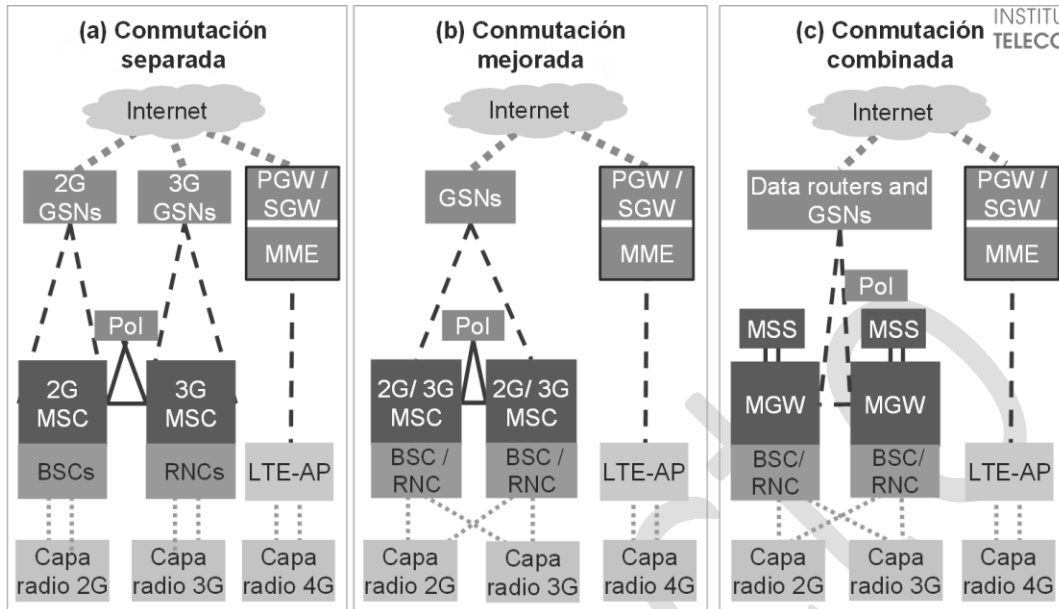 (a) Conmutación
separada
Internet
2G
GSNs
3G
GSNs
PGW /
SGW
MME
PoI
2G
MSC
3G
MSC
BSCs
RNCs
LTE-AP
Capa
radio 2G
Capa
radio 3G
Capa
radio 4G
(b) Conmutación
mejorada
Internet
GSNs
PGW /
SGW
MME
PoI
2G/ 3G
MSC
2G/ 3G
MSC
BSC /
RNC
BSC /
RNC
LTE-AP
Capa
radio 2G
Capa
radio 3G
Capa
radio 4G
(c) Conmutación
combinada
Internet
Data routers and
GSNs
PGW /
SGW
MME
PoI
MSS
MSS
MGW
MGW
BSC/
RNC
BSC/
RNC
LTE-AP
Capa
radio 2G
Capa
radio 3G
Capa
radio 4G